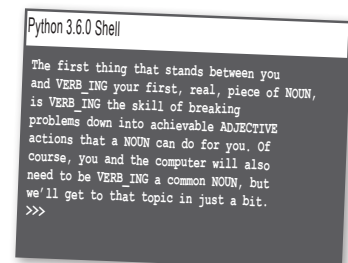 Python 3.6.0 Shell
The first thing that stands between you
and VERB_ING your first, real, piece of NOUN,
is VERB_ING the skill of breaking
problems down into achievable ADJECTIVE
actions that a NOUN can do for you. Of
course, you and the computer will also
need to be VERB_ING a common NOUN, but
we'll get to that topic in just a bit.
>>>